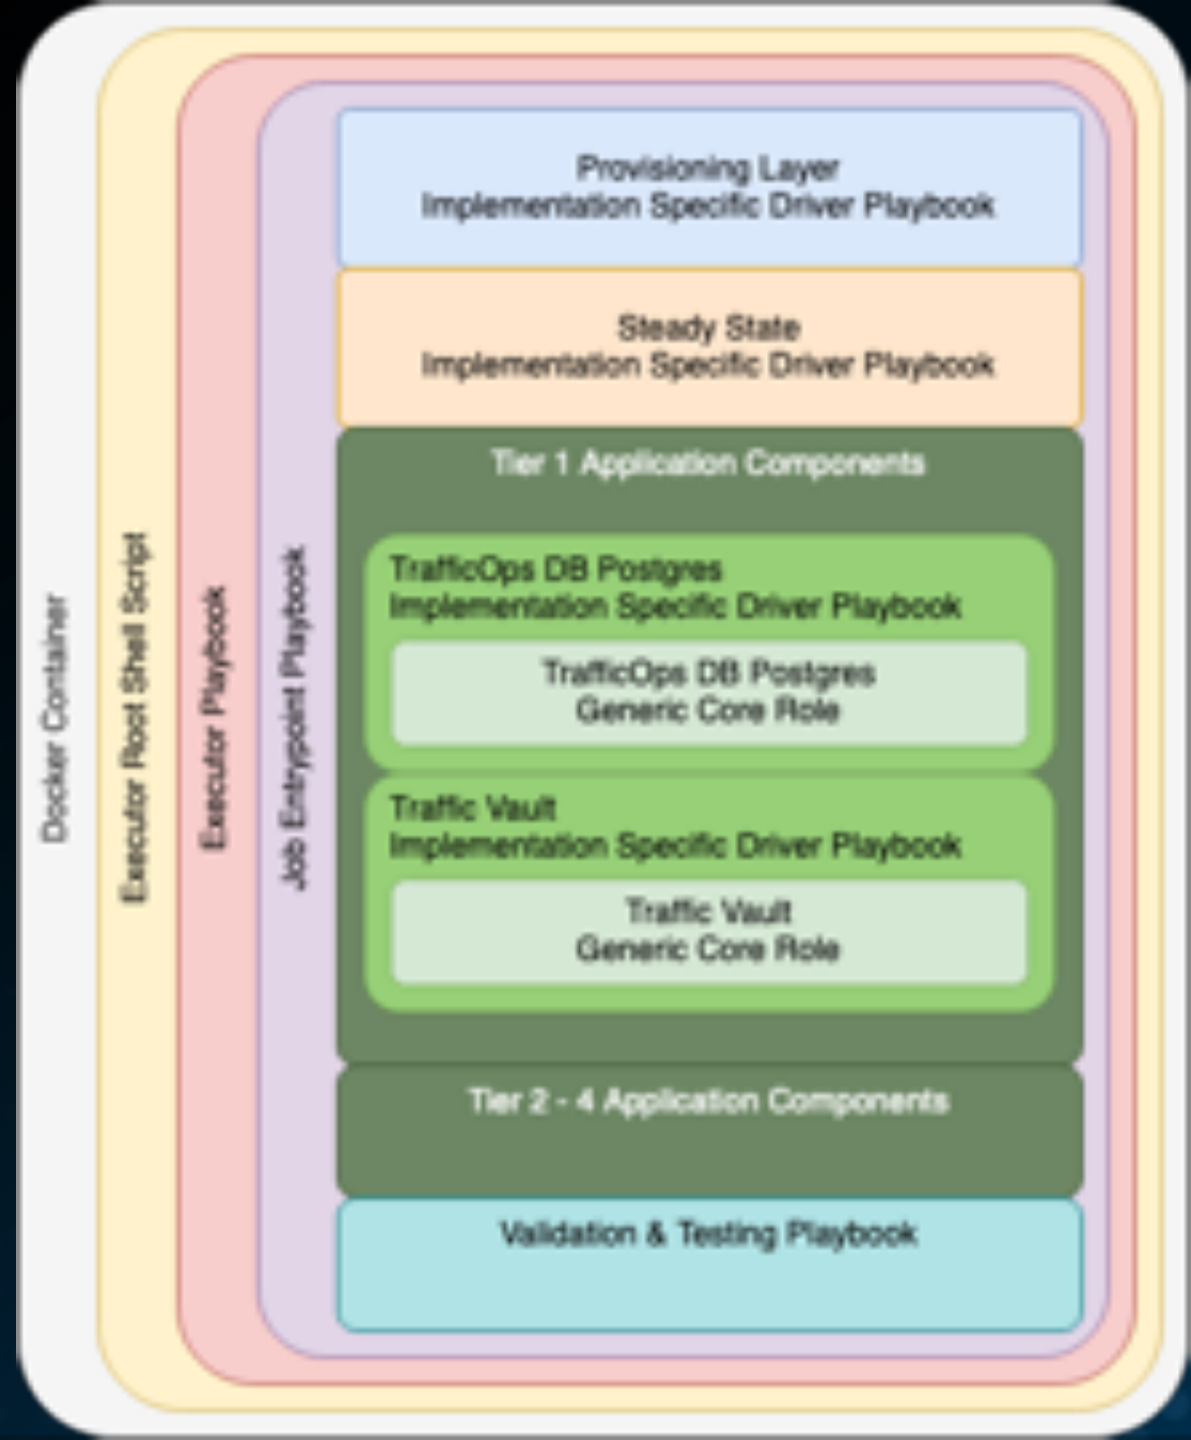 Docker Container
Executor Root Shell Script
Executor Playbook
Job Entrypoint Playbook
Provisioning Layer
Implementation Specific Driver Playbook
Steady State
Implementation Specific Driver Playbook
Tier 1 Application Components
TrafficOps DB Postgres
Implementation Specific Driver Playbook
TrafficOps DB Postgres
Generic Core Role
Traffic Vault
Implementation Specific Driver Playbook
Traffic Vault
Generic Core Role
Tier 2 - 4 Application Components
Validation & Testing Playbook